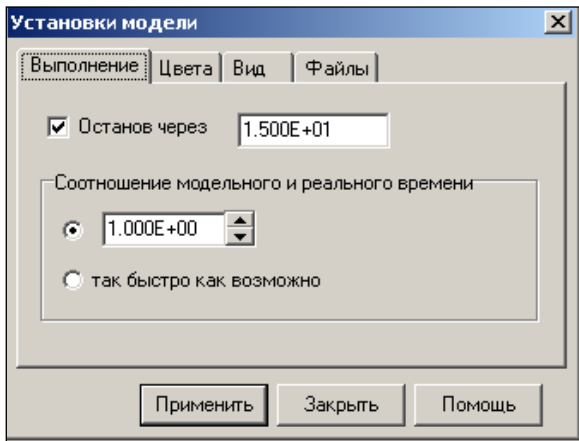 Установки модели
Выполнение Цвета Вид Файлы
Останов через 1.500E+01
Соотношение модельного и реального времени
1.000E+00
так быстро как возможно
Применить Закрыть Помощь